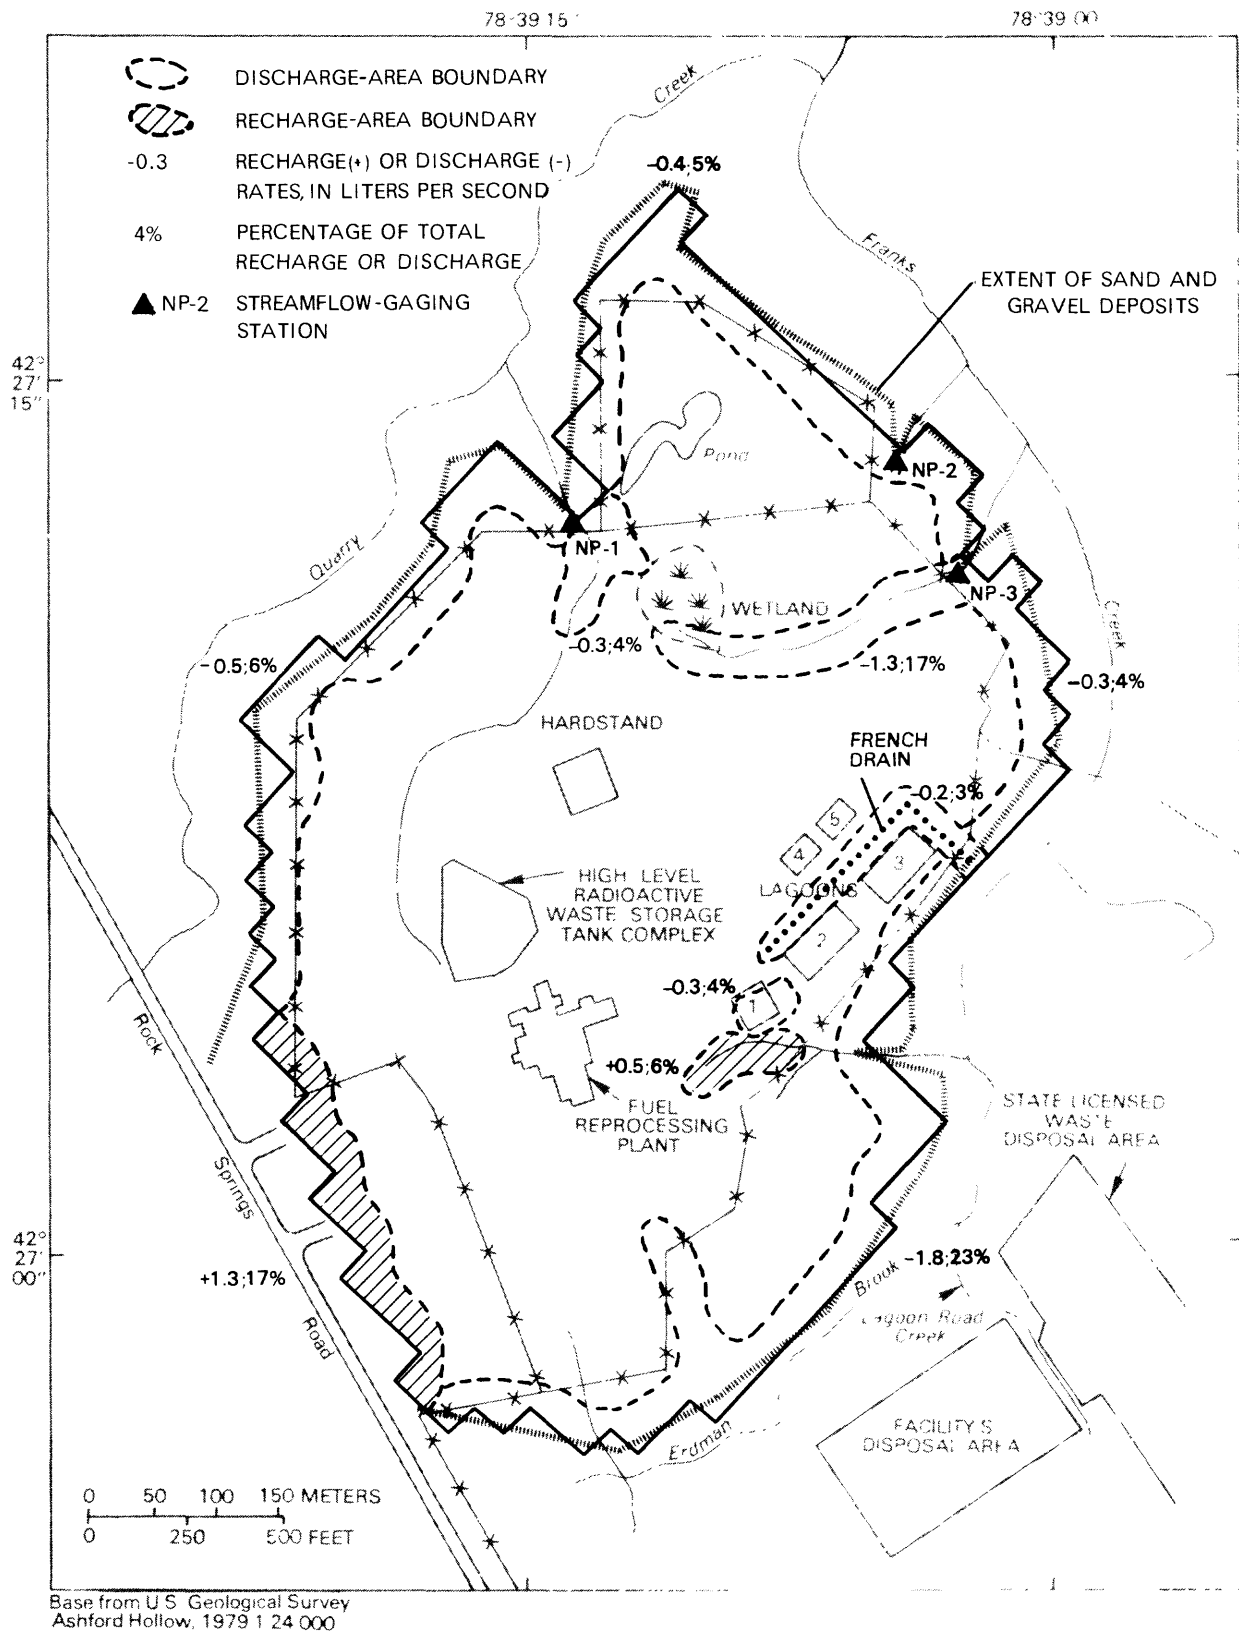 78°39'15"
78°39'00
DISCHARGE-AREA BOUNDARY
RECHARGE-AREA BOUNDARY
-0.3 RECHARGE(+) OR DISCHARGE (-)
RATES, IN LITERS PER SECOND
4% PERCENTAGE OF TOTAL
RECHARGE OR DISCHARGE
NP-2 STREAMFLOW-GAGING
STATION
Creek
-0.4;5%
Franks
EXTENT OF SAND AND
GRAVEL DEPOSITS
42°
27'
15"
Pond
NP-2
NP-1
NP-3
Quarry
WETLAND
Creek
-0.3;4%
-0.5;6%
-1.3;17%
-0.3;4%
HARDSTAND
FRENCH
DRAIN
-0.2;3%
5
4
3
HIGH LEVEL
RADIOACTIVE
WASTE STORAGE
TANK COMPLEX
LAGOONS
2
-0.3;4%
1
Rock
+0.5;6%
FUEL
REPROCESSING
PLANT
STATE LICENSED
WASTE
DISPOSAL AREA
Springs
42°
27'
00"
+1.3;17%
Brook
-1.8;23%
Lagoon Road
Creek
Road
Erdman
FACILITY'S
DISPOSAL AREA
0 50 100 150 METERS
0 250 500 FEET
Base from U S Geological Survey
Ashford Hollow, 1979 1 24 000